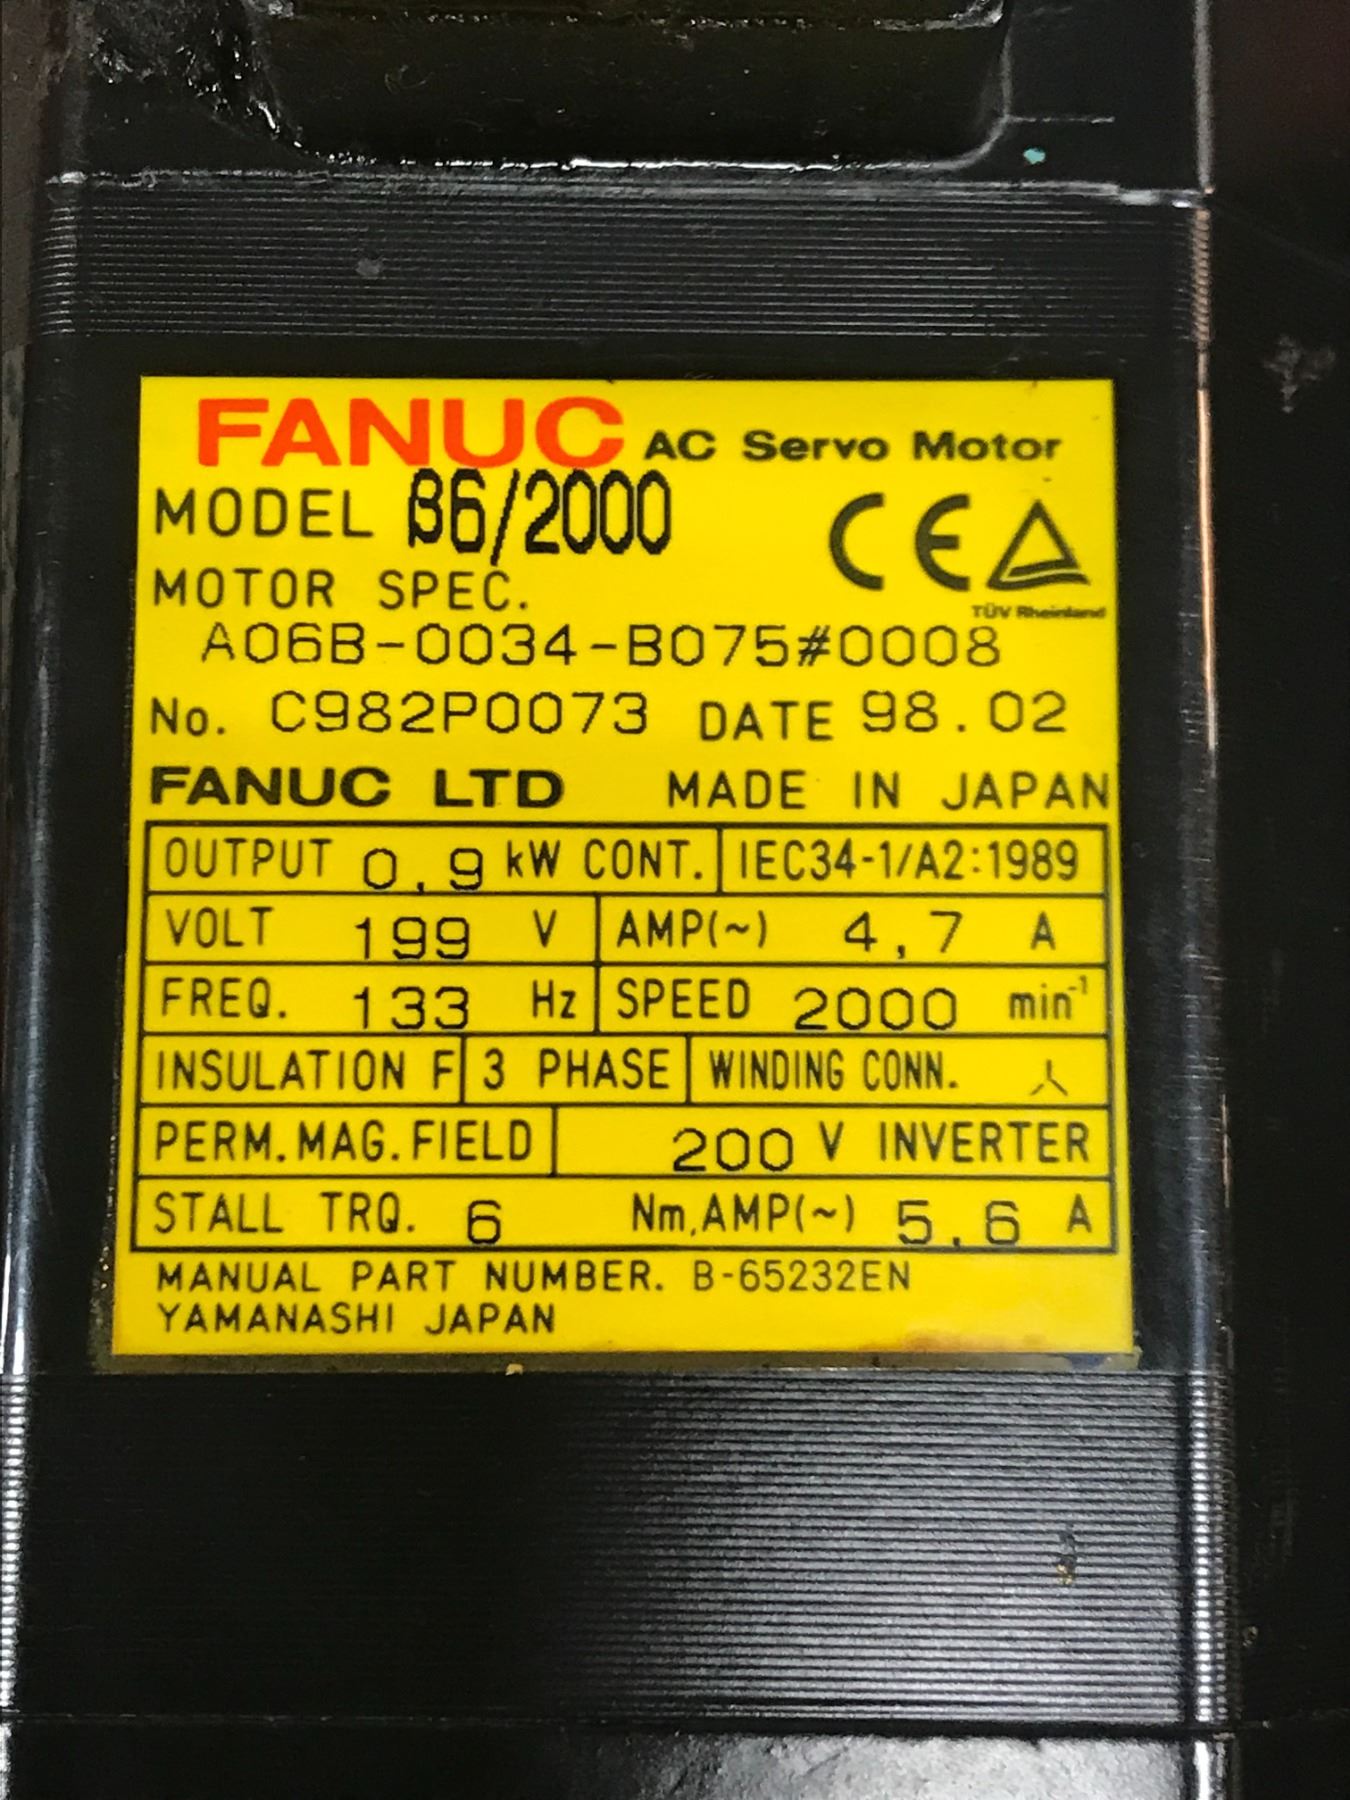 FANUC AC Servo Motor
MODEL β6/2000
CE
TÜV Rheinland
MOTOR SPEC.
A06B-0034-B075#0008
No. C982P0073 DATE 98.02
FANUC LTD MADE IN JAPAN
OUTPUT 0.9 kW CONT. IEC34-1/A2:1989
VOLT 199 V AMP(~) 4,7 A
FREQ. 133 Hz SPEED 2000 min⁻¹
INSULATION F 3 PHASE WINDING CONN. 人
PERM.MAG.FIELD 200 V INVERTER
STALL TRQ. 6 Nm,AMP(~) 5.6 A
MANUAL PART NUMBER. B-65232EN
YAMANASHI JAPAN